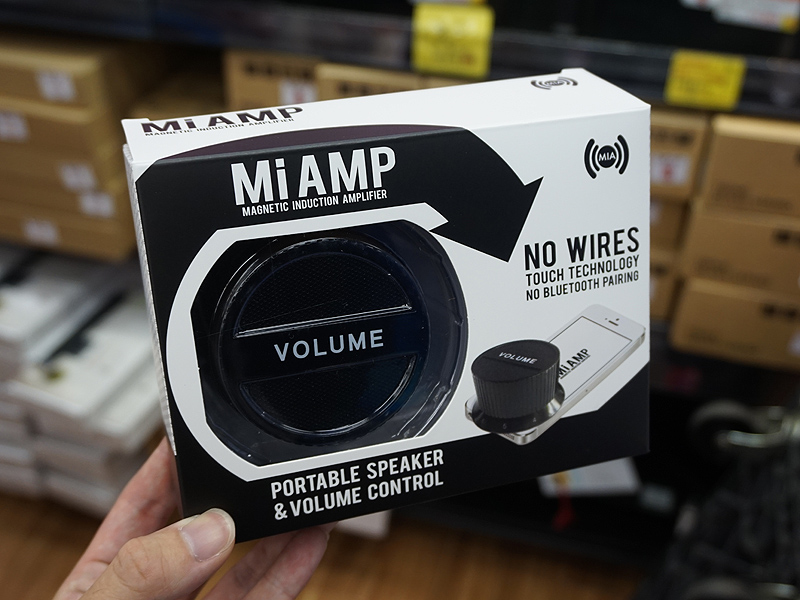 Mi AMP
MAGNETIC INDUCTION AMPLIFIER
MIA
Mi AMP
MAGNETIC INDUCTION AMPLIFIER
MIA
NO WIRES
TOUCH TECHNOLOGY
NO BLUETOOTH PAIRING
VOLUME
VOLUME
Mi AMP
PORTABLE SPEAKER
& VOLUME CONTROL